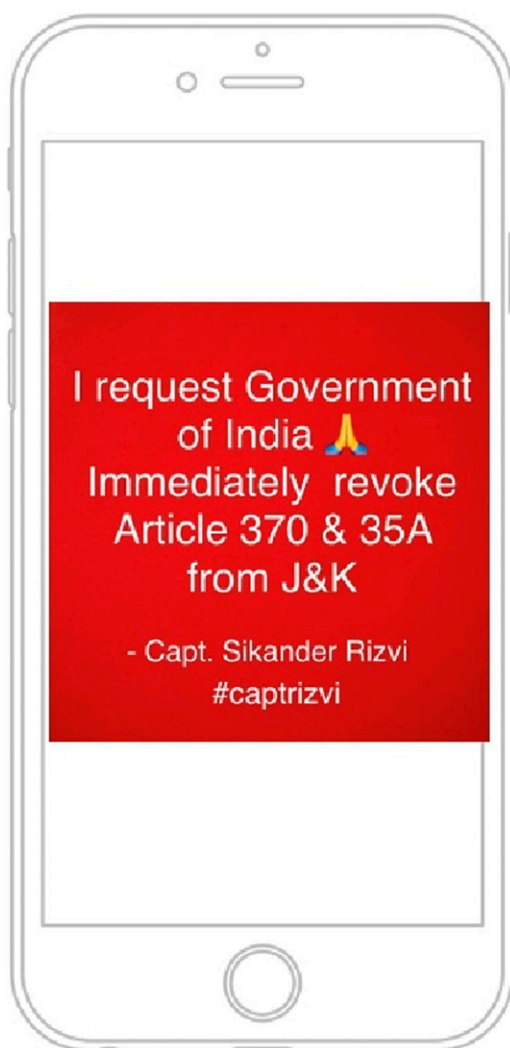 I request Government
of India 🙏
Immediately revoke
Article 370 & 35A
from J&K
- Capt. Sikander Rizvi
#captrizvi